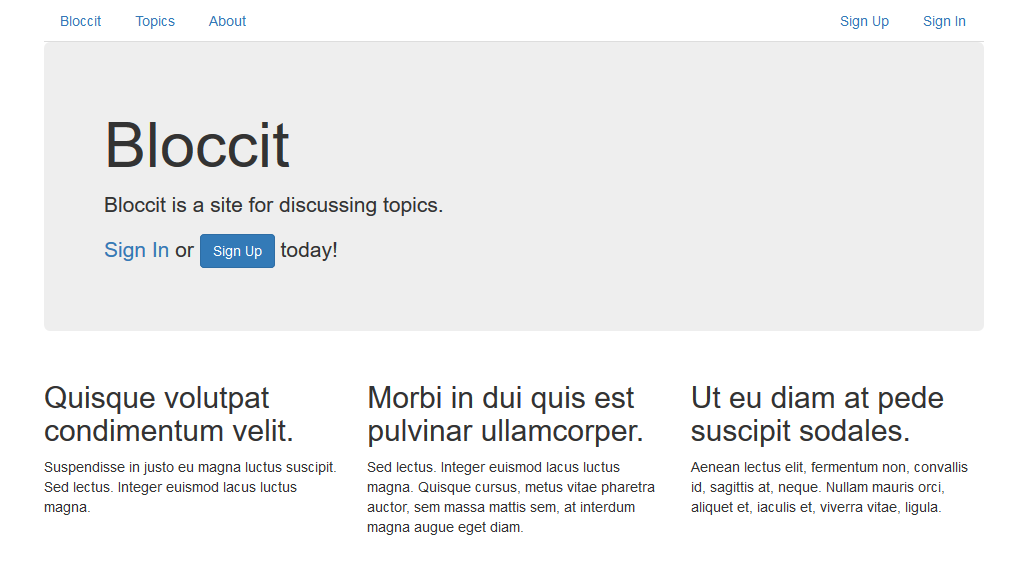 Bloccit Topics About Sign Up Sign In
Bloccit
Bloccit is a site for discussing topics.
Sign In or Sign Up today!
Quisque volutpat
condimentum velit.
Suspendisse in justo eu magna luctus suscipit.
Sed lectus. Integer euismod lacus luctus
magna.
Morbi in dui quis est
pulvinar ullamcorper.
Sed lectus. Integer euismod lacus luctus
magna. Quisque cursus, metus vitae pharetra
auctor, sem massa mattis sem, at interdum
magna augue eget diam.
Ut eu diam at pede
suscipit sodales.
Aenean lectus elit, fermentum non, convallis
id, sagittis at, neque. Nullam mauris orci,
aliquet et, iaculis et, viverra vitae, ligula.